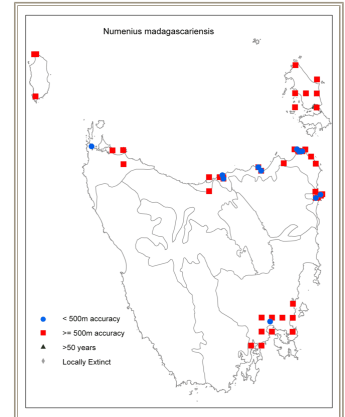 Numenius madagascariensis
< 500m accuracy
>= 500m accuracy
>50 years
Locally Extinct